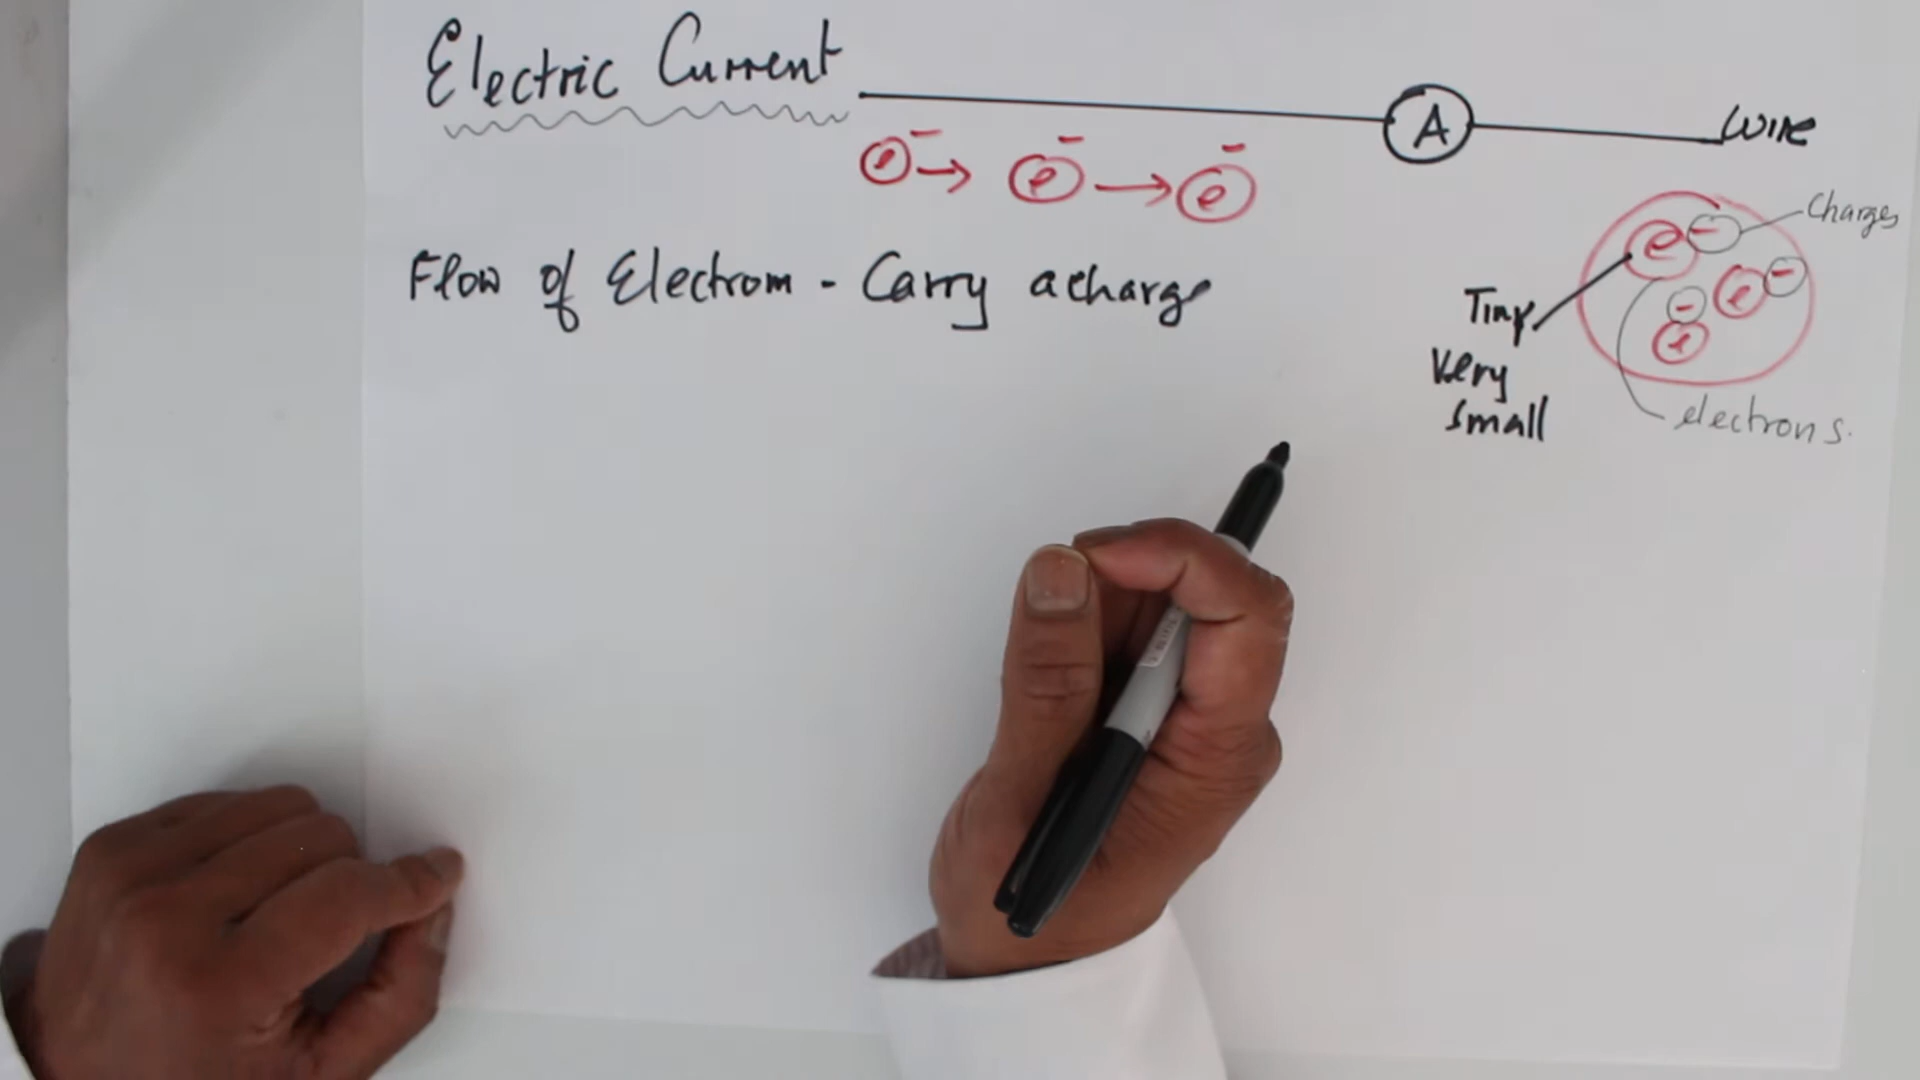 Electric Current
A
wire
e⁻ → e⁻ → e⁻
Charges
e -
e -
- e
Flow of Electrom - Carry a charge
Tiny
Very
small
electrons.